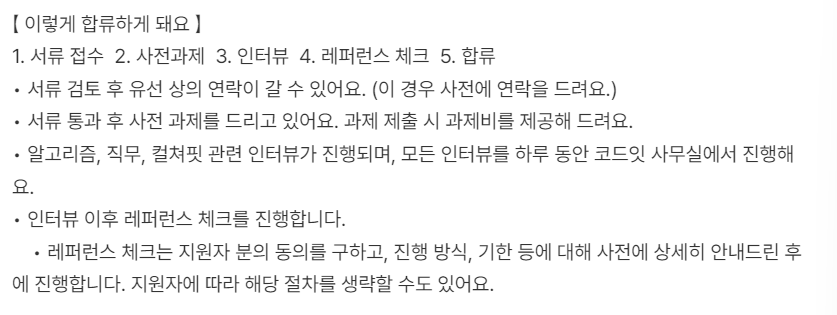 【 이렇게 합류하게 돼요 】
1. 서류 접수  2. 사전과제  3. 인터뷰  4. 레퍼런스 체크  5. 합류
• 서류 검토 후 유선 상의 연락이 갈 수 있어요. (이 경우 사전에 연락을 드려요.)
• 서류 통과 후 사전 과제를 드리고 있어요. 과제 제출 시 과제비를 제공해 드려요.
• 알고리즘, 직무, 컬쳐핏 관련 인터뷰가 진행되며, 모든 인터뷰를 하루 동안 코드잇 사무실에서 진행해
요.
• 인터뷰 이후 레퍼런스 체크를 진행합니다.
• 레퍼런스 체크는 지원자 분의 동의를 구하고, 진행 방식, 기한 등에 대해 사전에 상세히 안내드린 후
에 진행합니다. 지원자에 따라 해당 절차를 생략할 수도 있어요.